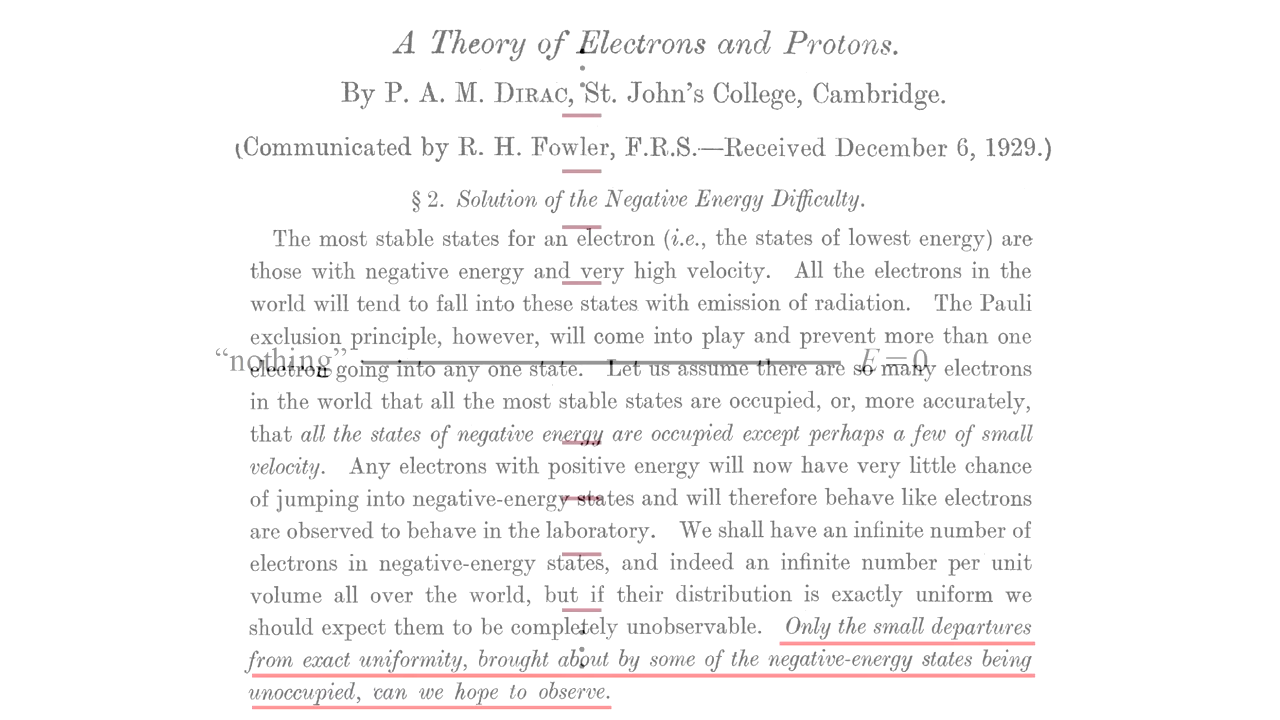 A Theory of Electrons and Protons.
By P. A. M. DIRAC, St. John's College, Cambridge.
(Communicated by R. H. Fowler, F.R.S.—Received December 6, 1929.)
§ 2. Solution of the Negative Energy Difficulty.
The most stable states for an electron (i.e., the states of lowest energy) are
those with negative energy and very high velocity. All the electrons in the
world will tend to fall into these states with emission of radiation. The Pauli
exclusion principle, however, will come into play and prevent more than one
“nothing” E=0
electron going into any one state. Let us assume there are so many electrons
in the world that all the most stable states are occupied, or, more accurately,
that all the states of negative energy are occupied except perhaps a few of small
velocity. Any electrons with positive energy will now have very little chance
of jumping into negative-energy states and will therefore behave like electrons
are observed to behave in the laboratory. We shall have an infinite number of
electrons in negative-energy states, and indeed an infinite number per unit
volume all over the world, but if their distribution is exactly uniform we
should expect them to be completely unobservable. Only the small departures
from exact uniformity, brought about by some of the negative-energy states being
unoccupied, can we hope to observe.